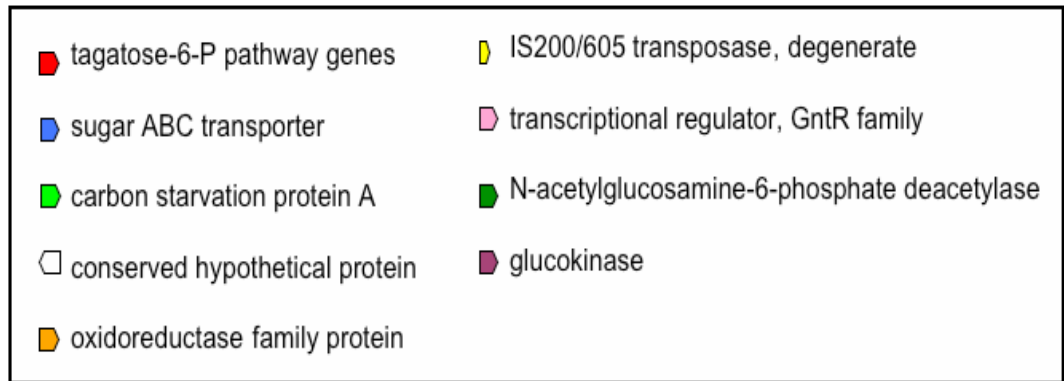 tagatose-6-P pathway genes
sugar ABC transporter
carbon starvation protein A
conserved hypothetical protein
oxidoreductase family protein
IS200/605 transposase, degenerate
transcriptional regulator, GntR family
N-acetylglucosamine-6-phosphate deacetylase
glucokinase